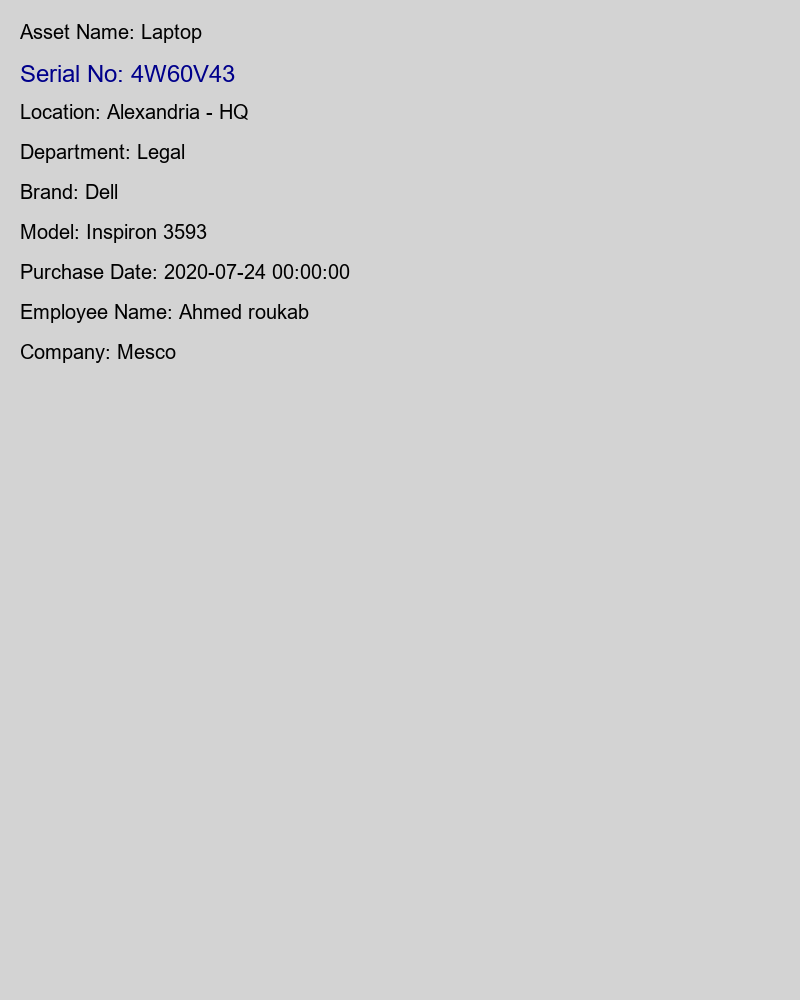 Asset Name: Laptop
Serial No: 4W60V43
Location: Alexandria - HQ
Department: Legal
Brand: Dell
Model: Inspiron 3593
Purchase Date: 2020-07-24 00:00:00
Employee Name: Ahmed roukab
Company: Mesco